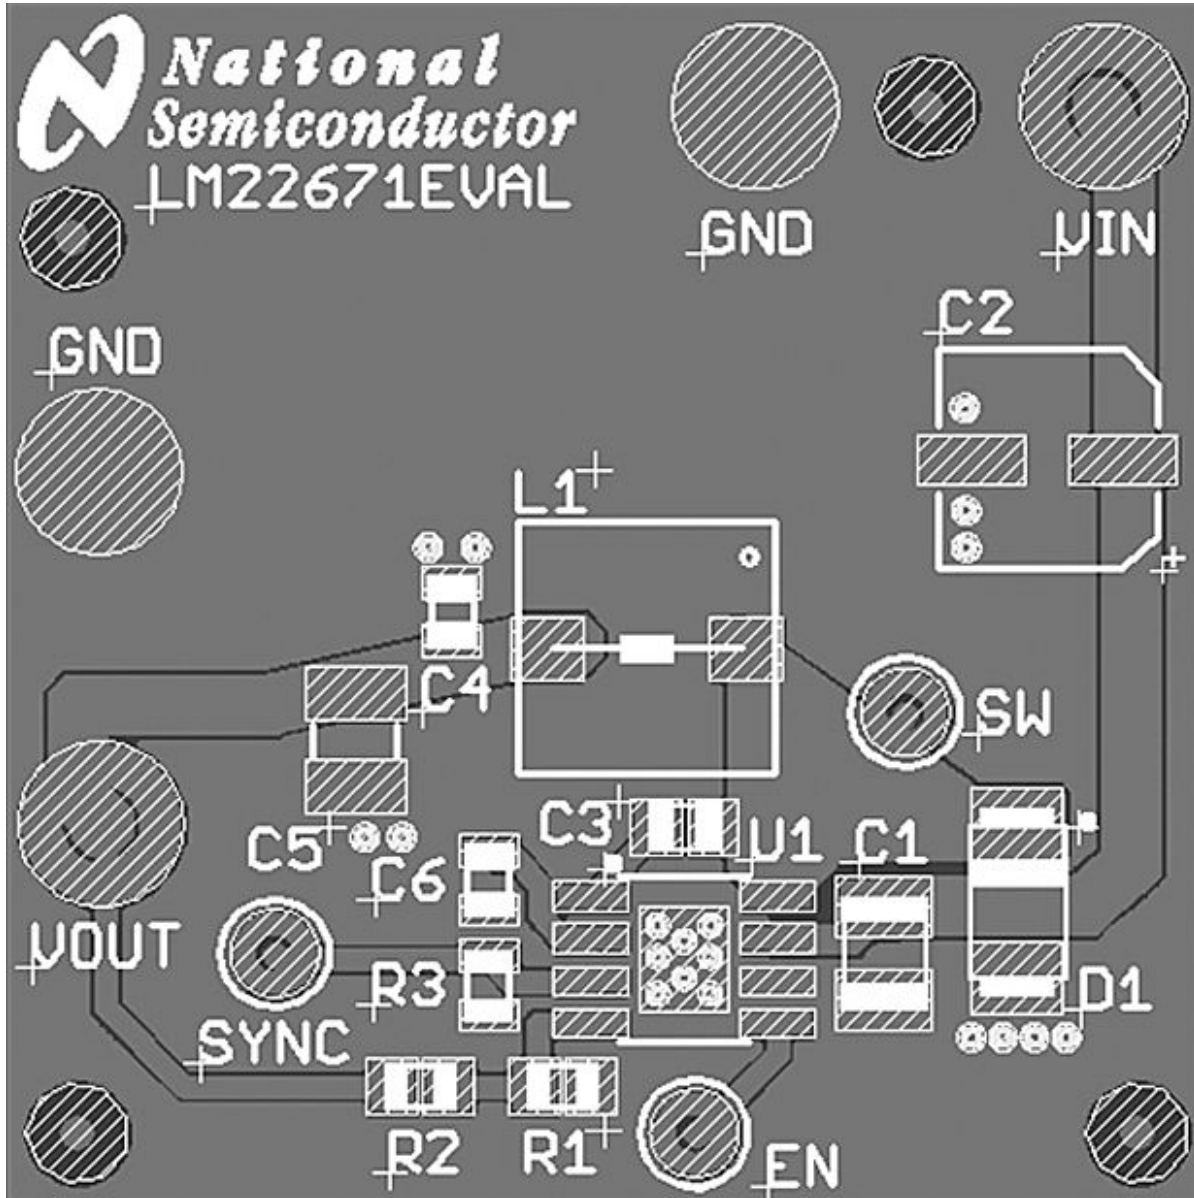 National
Semiconductor
LM22671EVAL
GND
VIN
C2
GND
L1
C4
SW
C3
U1
C1
C5
C6
VOUT
R3
D1
SYNC
R2
R1
EN